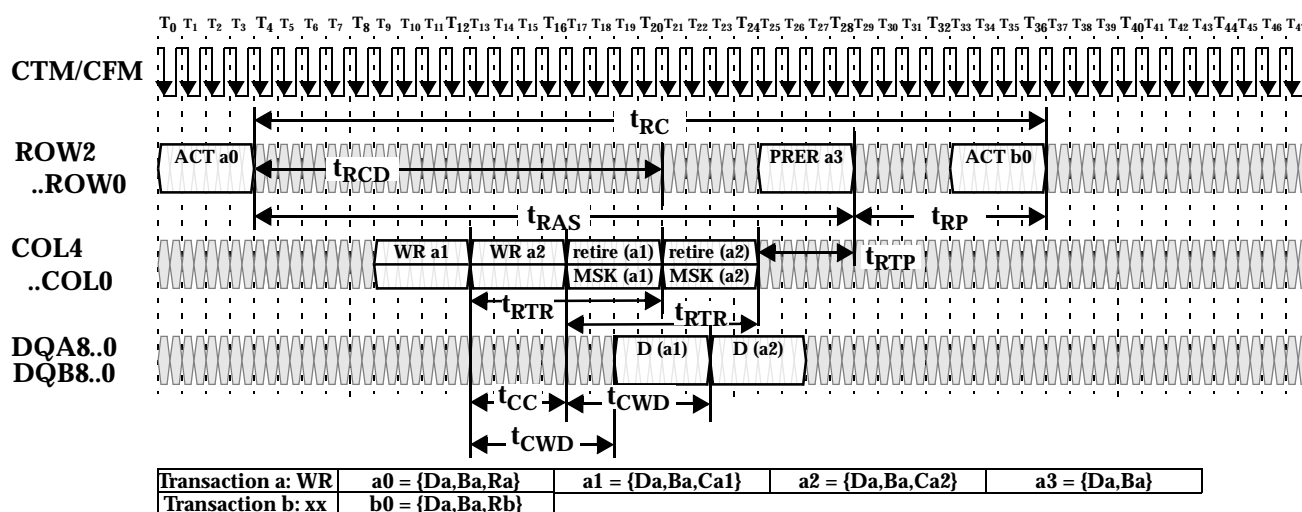 T0 T1 T2 T3 T4 T5 T6 T7 T8 T9 T10 T11 T12 T13 T14 T15 T16 T17 T18 T19 T20 T21 T22 T23 T24 T25 T26 T27 T28 T29 T30 T31 T32 T33 T34 T35 T36 T37 T38 T39 T40 T41 T42 T43 T44 T45 T46
CTM/CFM
tRC
ROW2 ACT a0 PRER a3 ACT b0
..ROW0 tRCD
tRAS tRP
COL4 WR a1 WR a2 retire (a1) retire (a2) tRTP
..COL0 MSK (a1) MSK (a2)
tRTR
tRTR
DQA8..0 D (a1) D (a2)
DQB8..0
tCC tCWD
tCWD
Transaction a: WR a0 = {Da,Ba,Ra} a1 = {Da,Ba,Ca1} a2 = {Da,Ba,Ca2} a3 = {Da,Ba}
Transaction b: xx b0 = {Da,Ba,Rb}